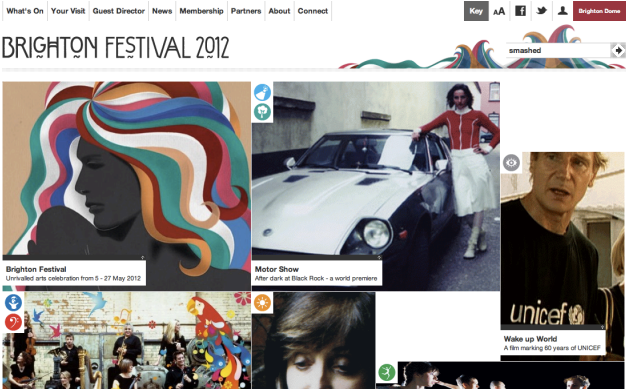 What's On Your Visit Guest Director News Membership Partners About Connect
Key AA f Brighton Dome
BRIGHTON FESTIVAL 2012
smashed
Brighton Festival
Unrivalled arts celebration from 5 - 27 May 2012
Motor Show
After dark at Black Rock - a world premiere
unicef
Wake up World
A film marking 60 years of UNICEF